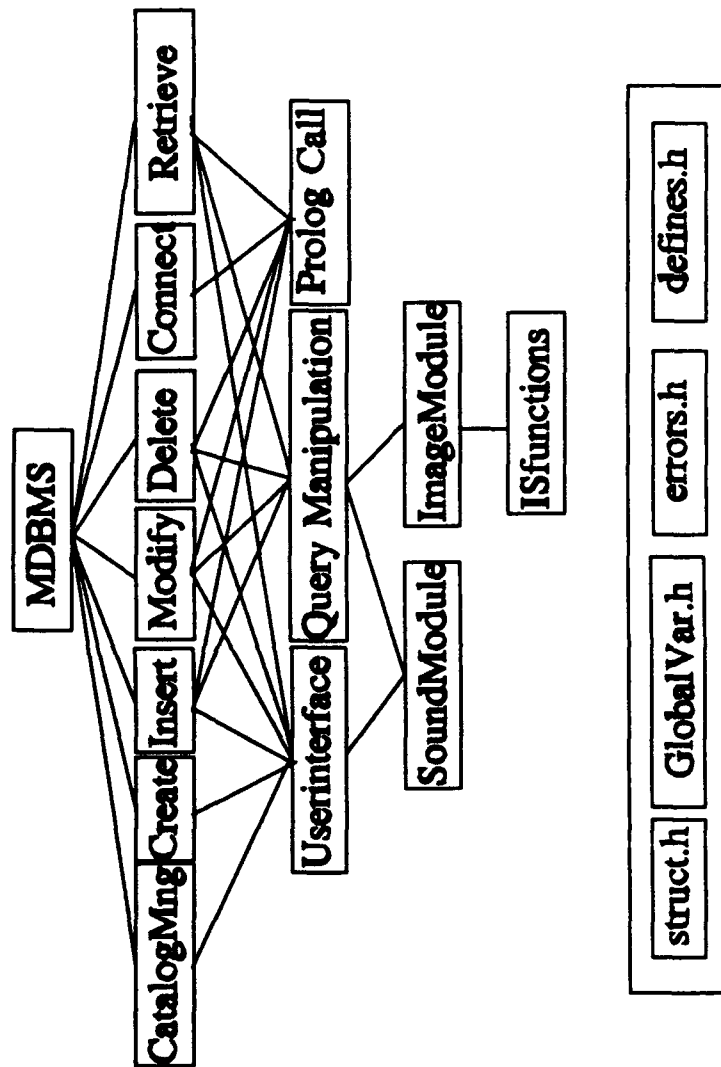 MDBMS
CatalogMng
Create
Insert
Modify
Delete
Connect
Retrieve
Userinterface
Query Manipulation
Prolog Call
SoundModule
ImageModule
ISfunctions
struct.h
GlobalVar.h
errors.h
defines.h